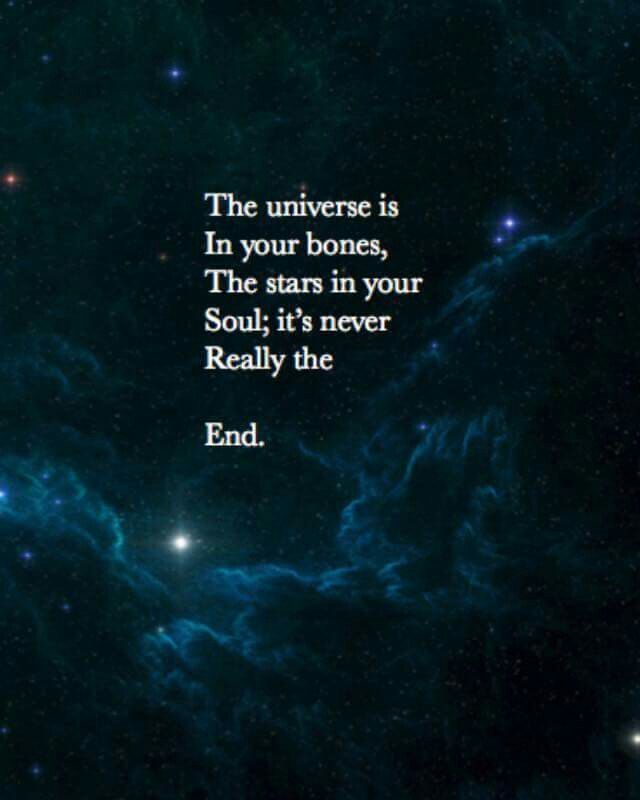 The universe is
In your bones,
The stars in your
Soul; it's never
Really the
End.